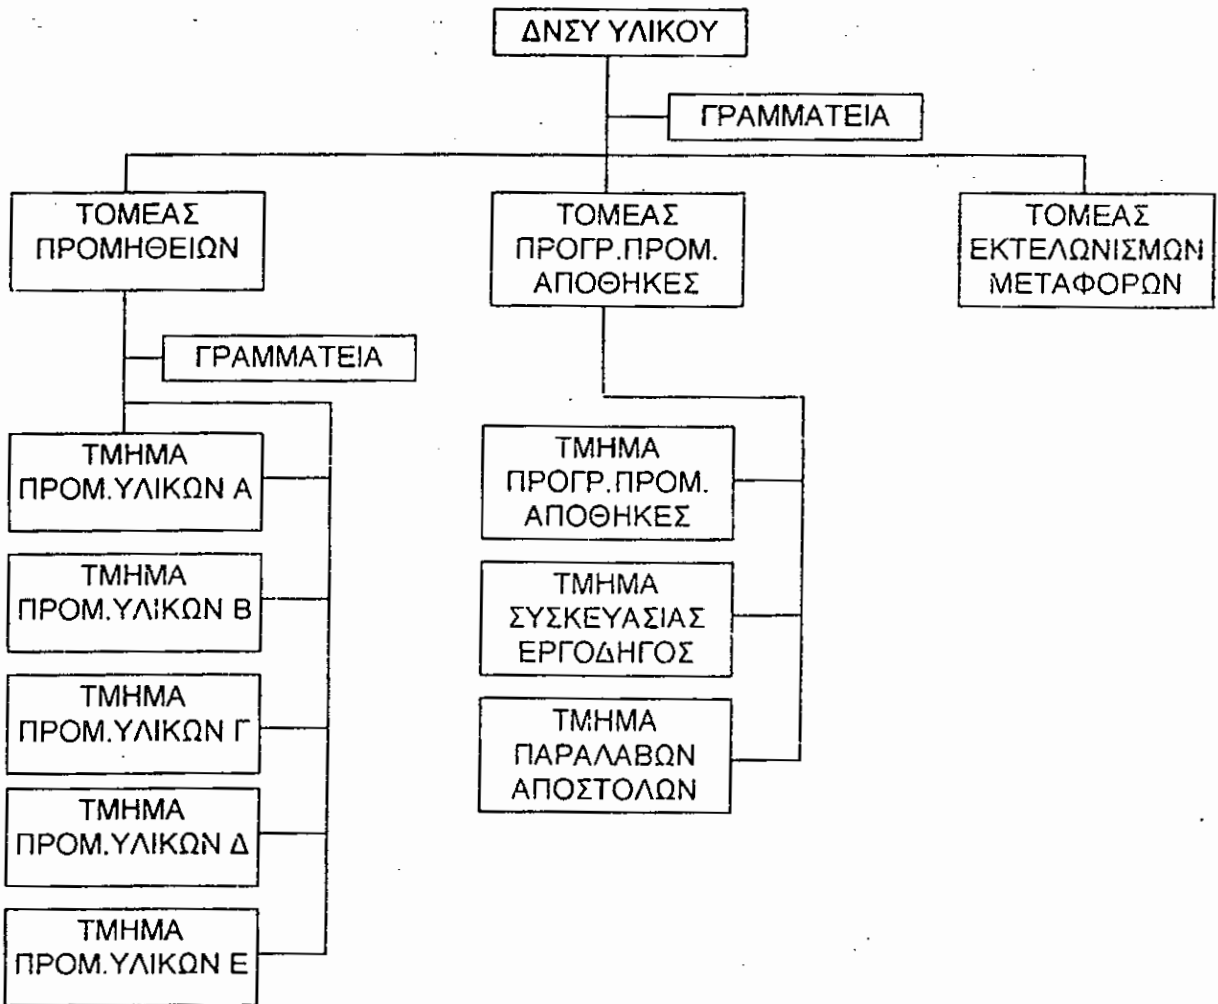 ΔΝΣΥ ΥΛΙΚΟΥ
ΓΡΑΜΜΑΤΕΙΑ
ΤΟΜΕΑΣ
ΠΡΟΜΗΘΕΙΩΝ
ΤΟΜΕΑΣ
ΠΡΟΓΡ.ΠΡΟΜ.
ΑΠΟΘΗΚΕΣ
ΤΟΜΕΑΣ
ΕΚΤΕΛΩΝΙΣΜΩΝ
ΜΕΤΑΦΟΡΩΝ
ΓΡΑΜΜΑΤΕΙΑ
ΤΜΗΜΑ
ΠΡΟΜ.ΥΛΙΚΩΝ Α
ΤΜΗΜΑ
ΠΡΟΜ.ΥΛΙΚΩΝ Β
ΤΜΗΜΑ
ΠΡΟΜ.ΥΛΙΚΩΝ Γ
ΤΜΗΜΑ
ΠΡΟΜ.ΥΛΙΚΩΝ Δ
ΤΜΗΜΑ
ΠΡΟΜ.ΥΛΙΚΩΝ Ε
ΤΜΗΜΑ
ΠΡΟΓΡ.ΠΡΟΜ.
ΑΠΟΘΗΚΕΣ
ΤΜΗΜΑ
ΣΥΣΚΕΥΑΣΙΑΣ
ΕΡΓΟΔΗΓΟΣ
ΤΜΗΜΑ
ΠΑΡΑΛΑΒΩΝ
ΑΠΟΣΤΟΛΩΝ